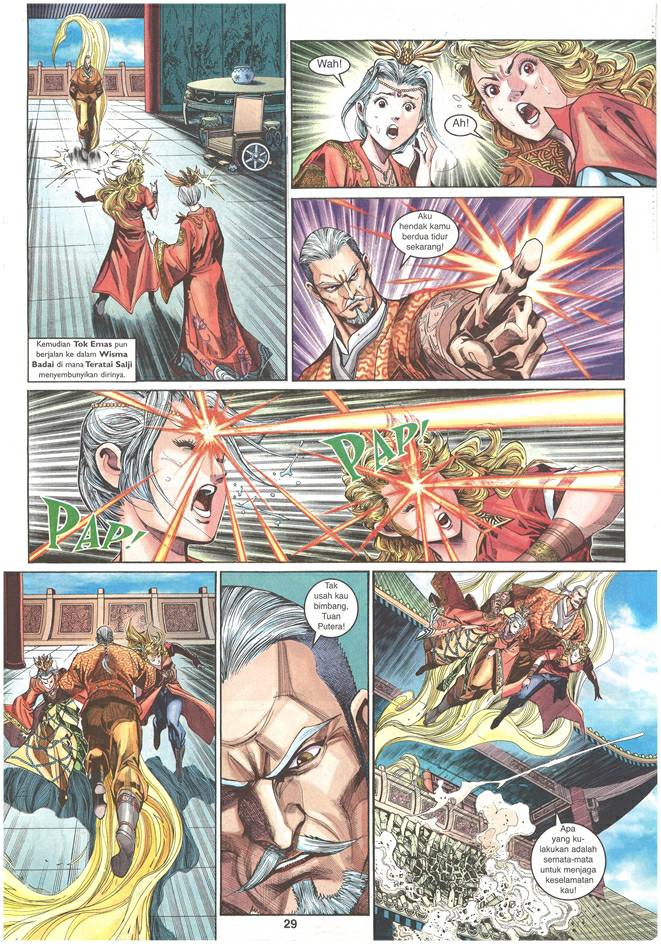 Kemudian Tok Emas pun
berjalan ke dalam Wisma
Badai di mana Teratai Salji
menyembunyikan dirinya.
Wah!
Ah!
Aku
hendak kamu
berdua tidur
sekarang!
PAP!
PAP!
Tak
usah kau
bimbang,
Tuan
Putera!
Apa
yang ku-
lakukan adalah
semata-mata
untuk menjaga
keselamatan
kau!
29